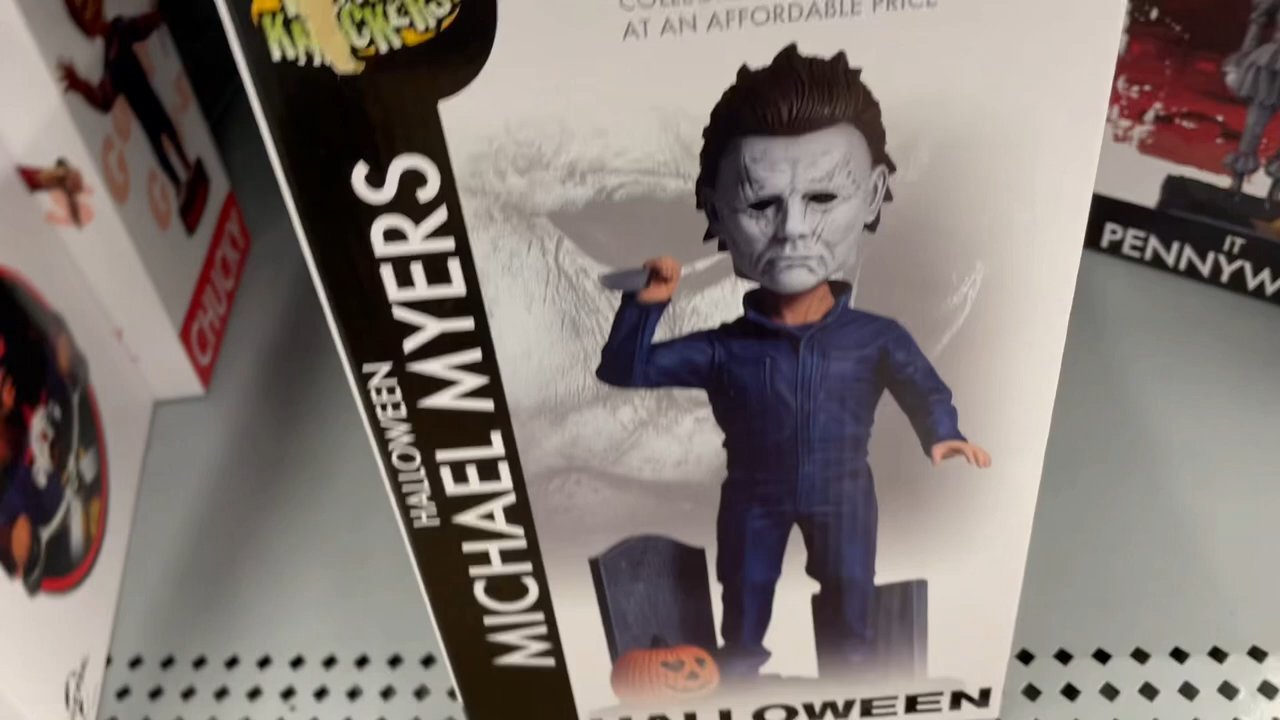 KNOCKERS
AT AN AFFORDABLE PRICE
HALLOWEEN
MICHAEL MYERS
HALLOWEEN
CHUCKY
IT
PENNYW